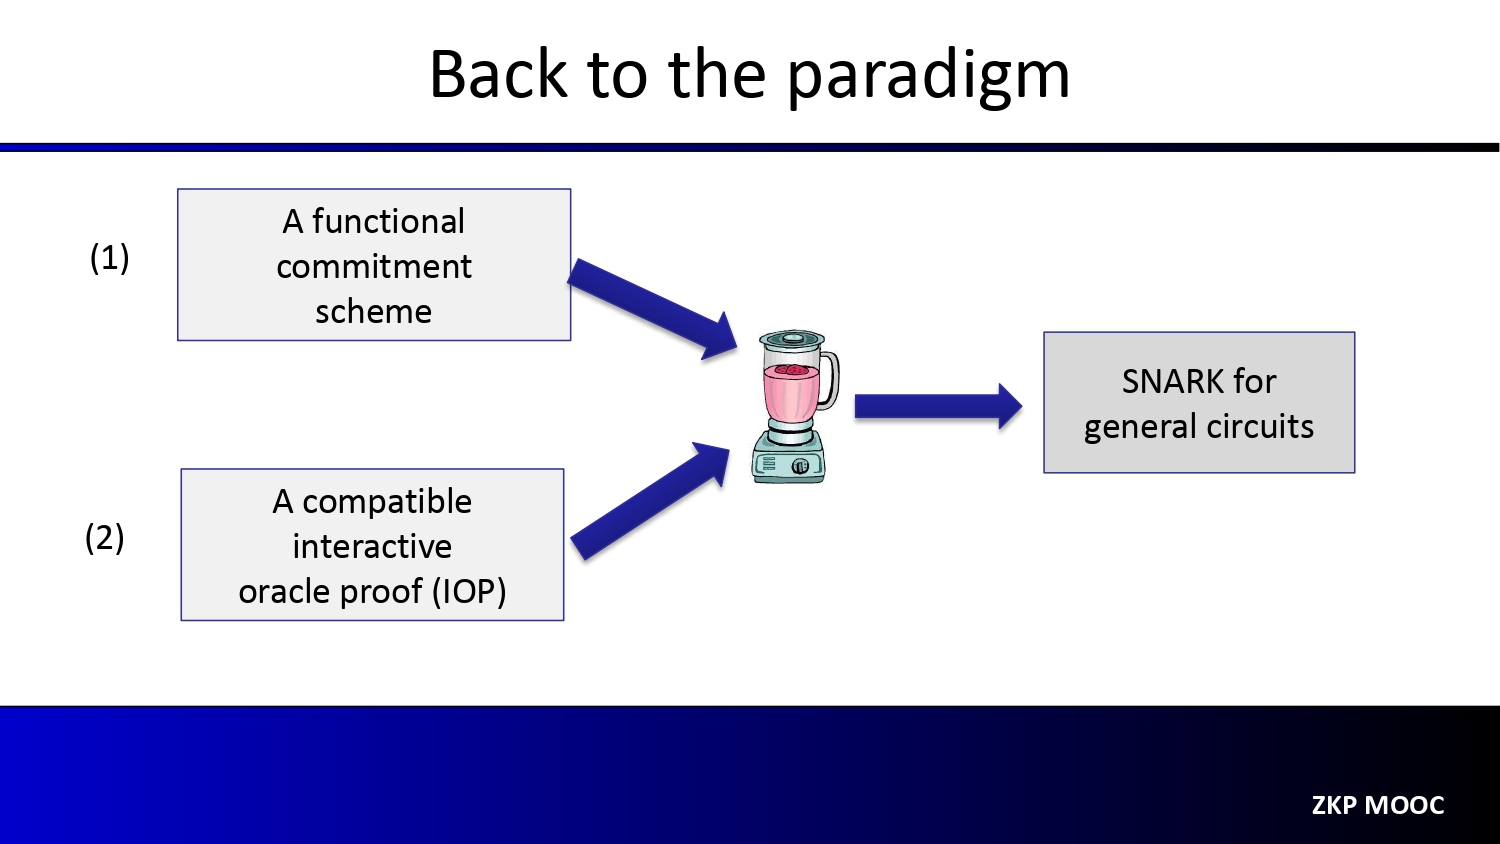 Back to the paradigm
(1)
A functional
commitment
scheme
SNARK for
general circuits
(2)
A compatible
interactive
oracle proof (IOP)
ZKP MOOC